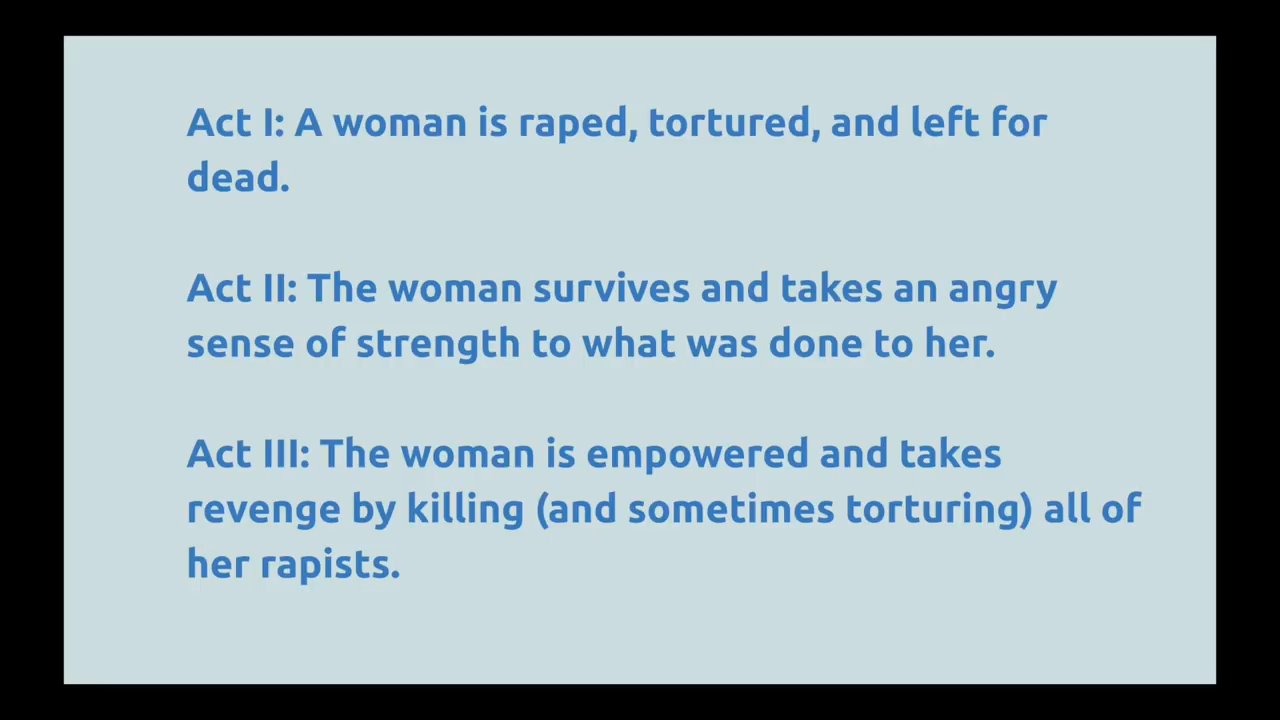 Act I: A woman is raped, tortured, and left for
dead.
Act II: The woman survives and takes an angry
sense of strength to what was done to her.
Act III: The woman is empowered and takes
revenge by killing (and sometimes torturing) all of
her rapists.